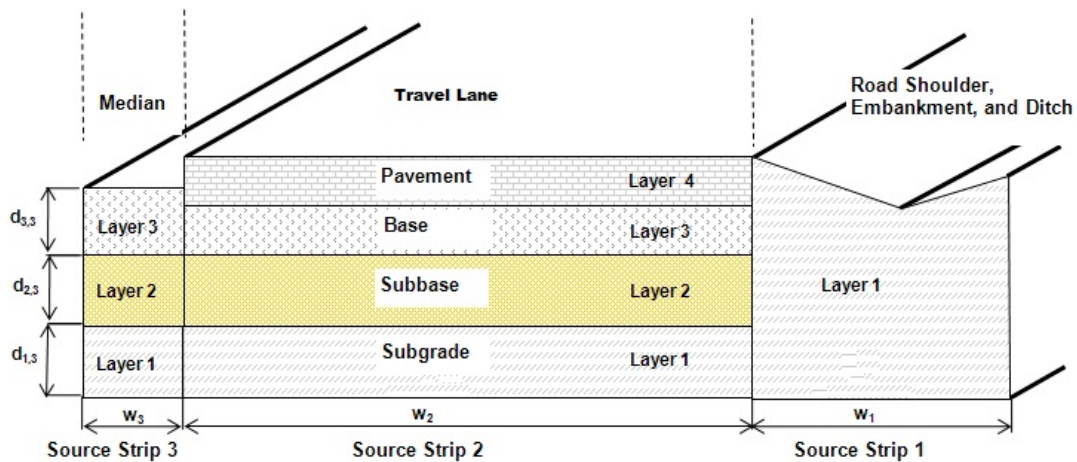 Median
Travel Lane
Road Shoulder,
Embankment, and Ditch
Pavement
Layer 4
d3,3
Layer 3
Base
Layer 3
d2,3
Layer 2
Subbase
Layer 2
Layer 1
d1,3
Layer 1
Subgrade
Layer 1
w3
w2
w1
Source Strip 3
Source Strip 2
Source Strip 1